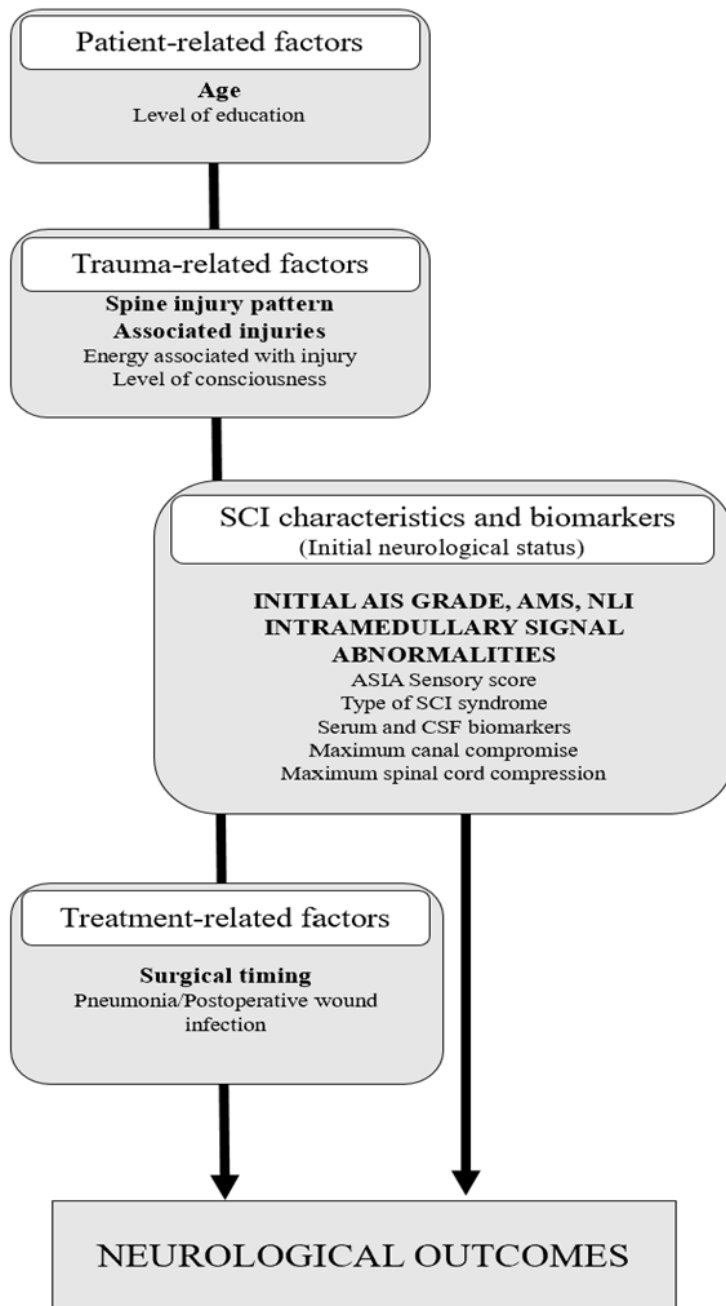 Patient-related factors
Age
Level of education
Trauma-related factors
Spine injury pattern
Associated injuries
Energy associated with injury
Level of consciousness
SCI characteristics and biomarkers
(Initial neurological status)
INITIAL AIS GRADE, AMS, NLI
INTRAMEDULLARY SIGNAL
ABNORMALITIES
ASIA Sensory score
Type of SCI syndrome
Serum and CSF biomarkers
Maximum canal compromise
Maximum spinal cord compression
Treatment-related factors
Surgical timing
Pneumonia/Postoperative wound
infection
NEUROLOGICAL OUTCOMES